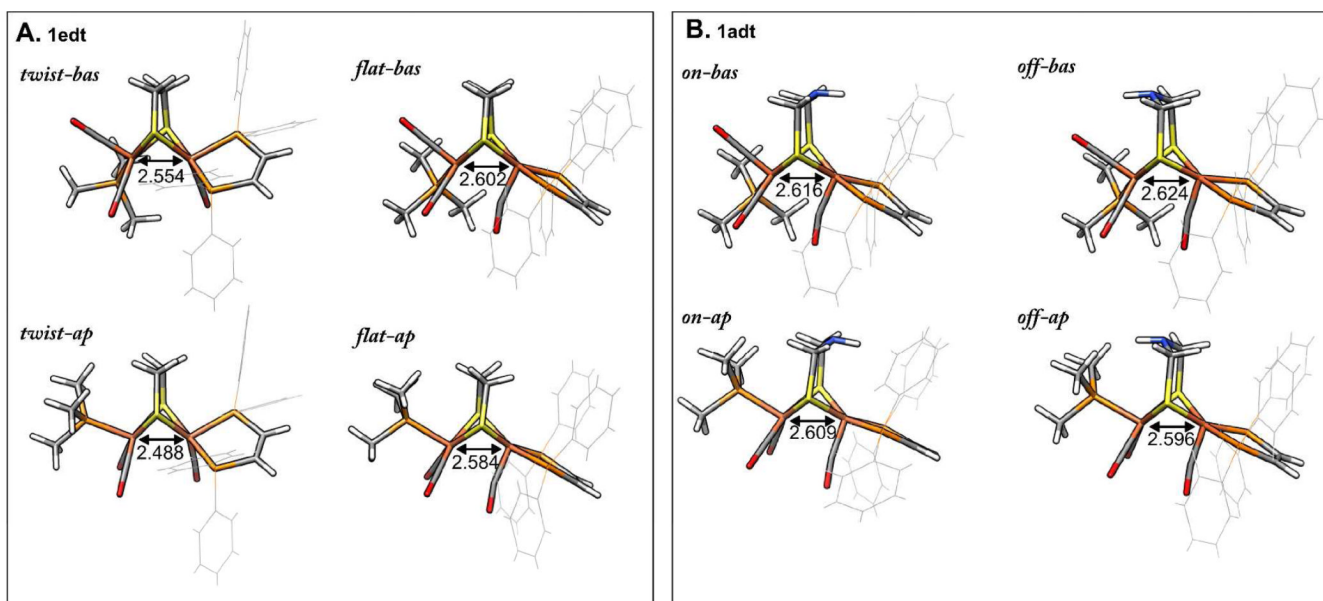 A. 1edt
twist-bas
flat-bas
2.554
2.602
twist-ap
flat-ap
2.488
2.584
B. 1adt
on-bas
off-bas
2.616
2.624
on-ap
off-ap
2.609
2.596